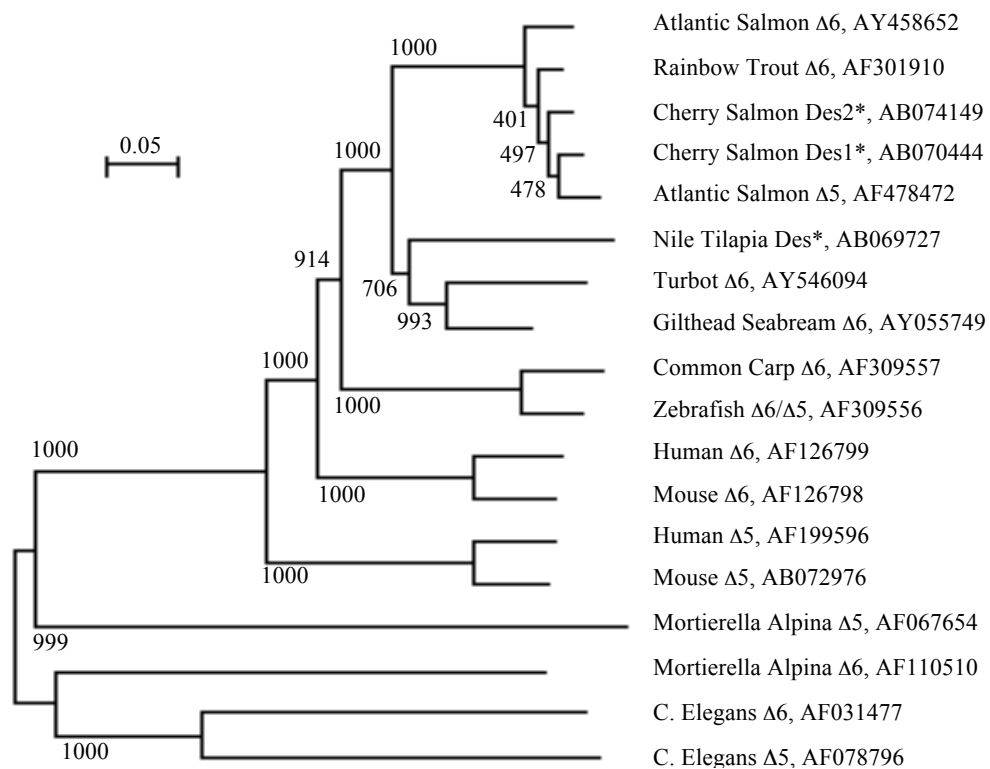 Atlantic Salmon Δ6, AY458652
1000
Rainbow Trout Δ6, AF301910
Cherry Salmon Des2*, AB074149
401
0.05
1000
497
Cherry Salmon Des1*, AB070444
478
Atlantic Salmon Δ5, AF478472
Nile Tilapia Des*, AB069727
914
706
Turbot Δ6, AY546094
993
Gilthead Seabream Δ6, AY055749
1000
Common Carp Δ6, AF309557
1000
Zebrafish Δ6/Δ5, AF309556
1000
Human Δ6, AF126799
1000
Mouse Δ6, AF126798
Human Δ5, AF199596
1000
Mouse Δ5, AB072976
999
Mortierella Alpina Δ5, AF067654
Mortierella Alpina Δ6, AF110510
C. Elegans Δ6, AF031477
1000
C. Elegans Δ5, AF078796